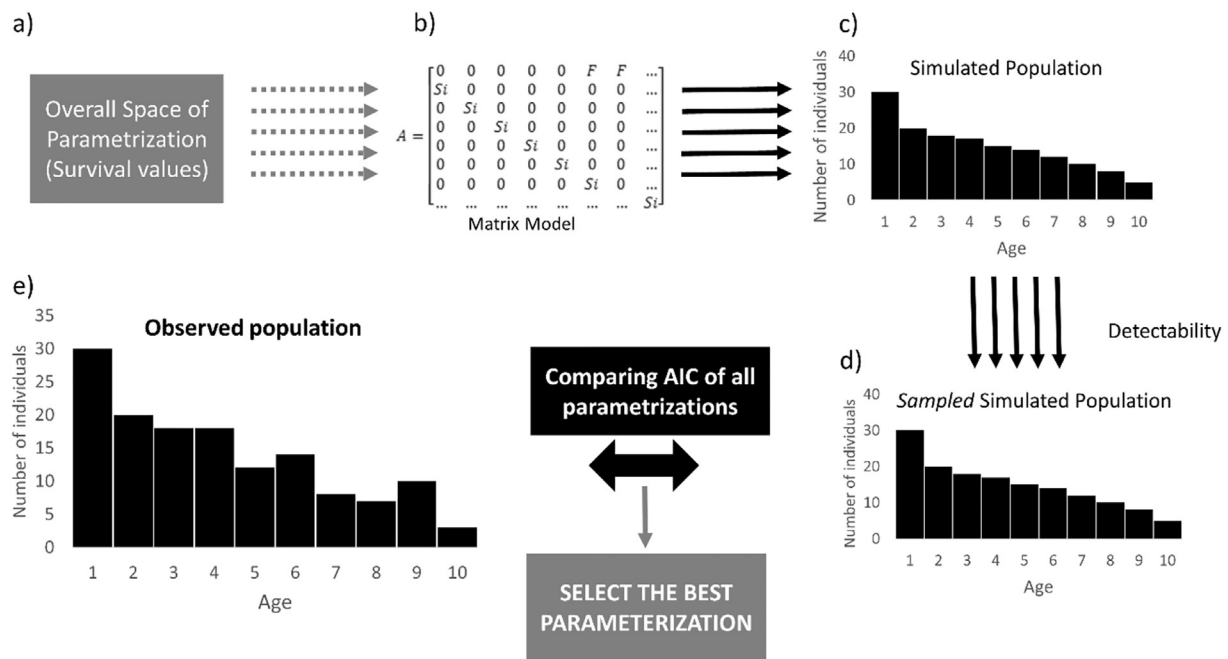 a)
Overall Space of
Parametrization
(Survival values)
b)
A =
0 0 0 0 0 F F ...
Si 0 0 0 0 0 0 ...
0 Si 0 0 0 0 0 ...
0 0 Si 0 0 0 0 ...
0 0 0 Si 0 0 0 ...
0 0 0 0 Si 0 0 ...
0 0 0 0 0 Si 0 ...
... ... ... ... ... ... ... Si
Matrix Model
c)
Simulated Population
Number of individuals
40
30
20
10
0
1 2 3 4 5 6 7 8 9 10
Age
Detectability
d)
Sampled Simulated Population
Number of individuals
40
30
20
10
0
1 2 3 4 5 6 7 8 9 10
Age
e)
Observed population
Number of individuals
35
30
25
20
15
10
5
0
1 2 3 4 5 6 7 8 9 10
Age
Comparing AIC of all
parametrizations
SELECT THE BEST
PARAMETERIZATION